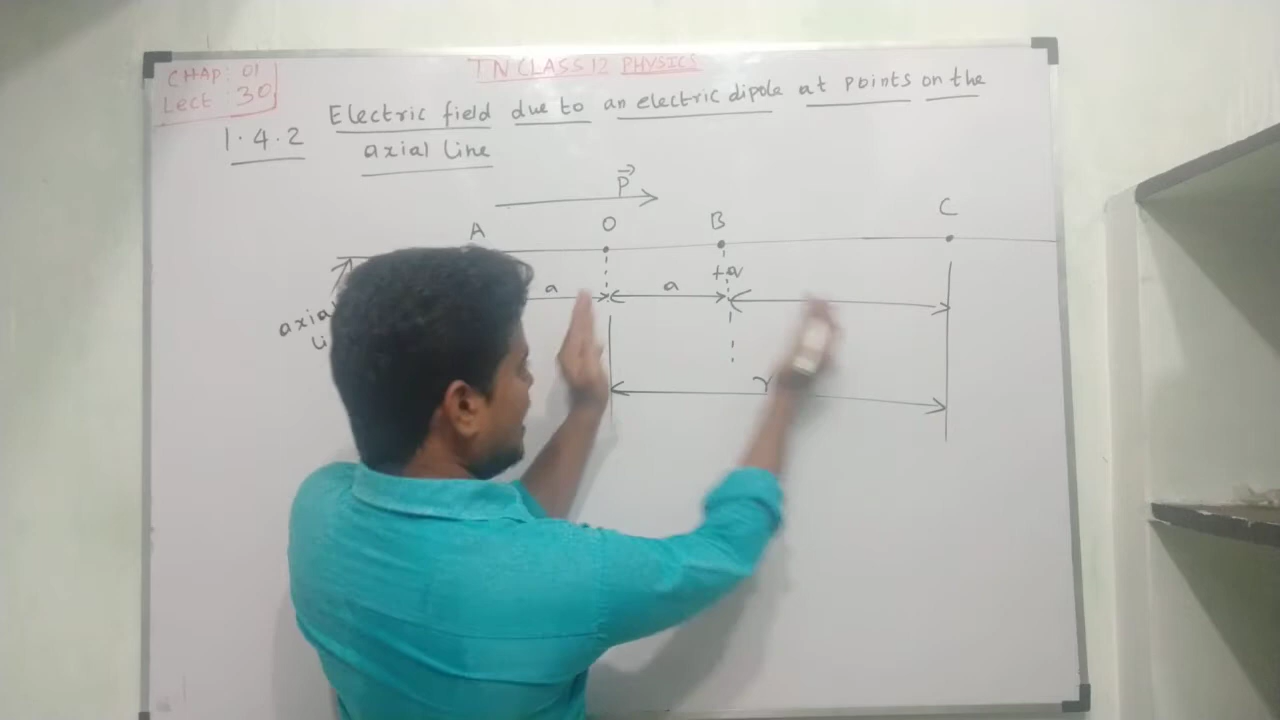 CHAP: 01
Lect : 30
TN CLASS 12 PHYSICS
1.4.2 Electric field due to an electric dipole at points on the
axial line
P
A O B C
+q
a a
axial
r